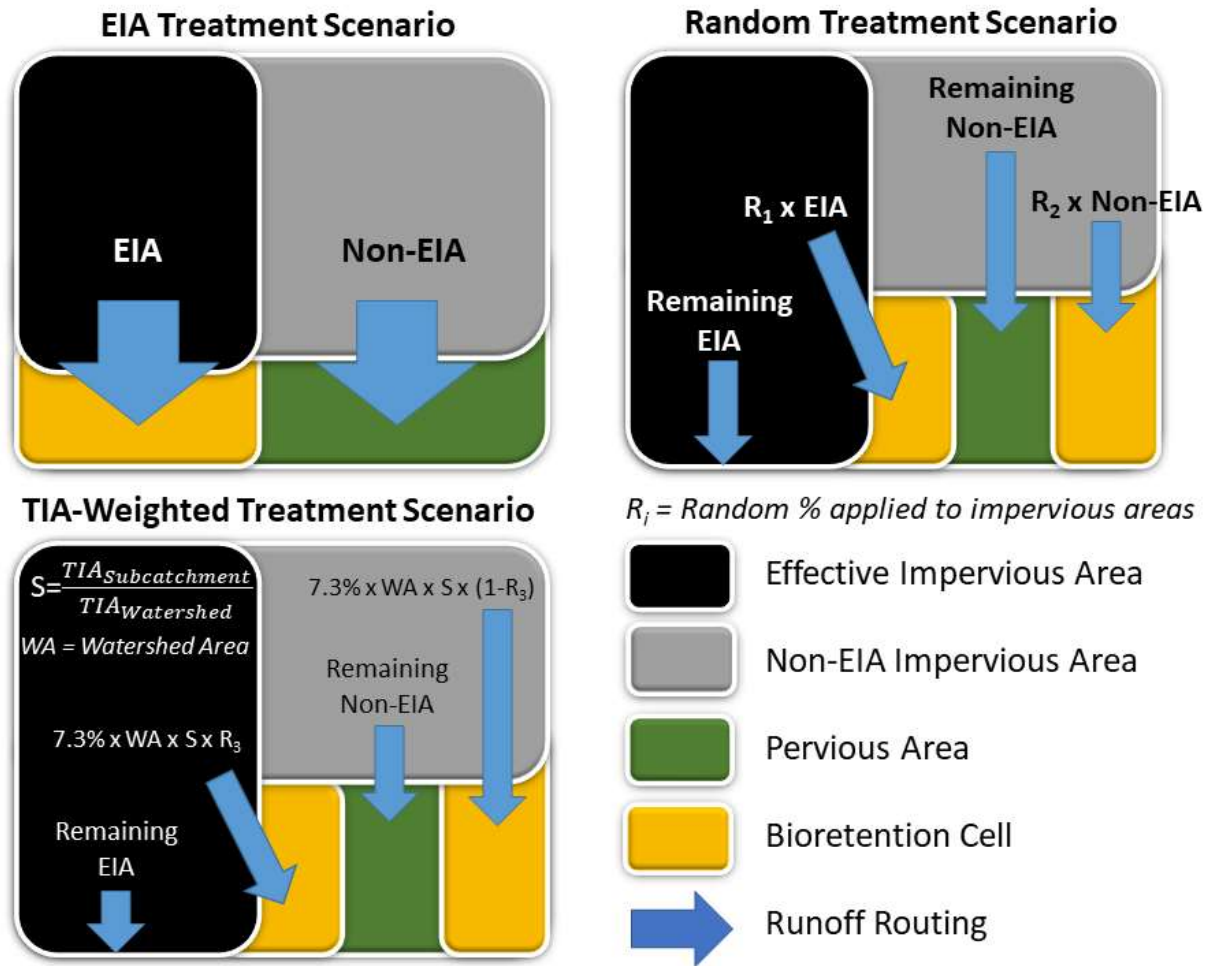 EIA Treatment Scenario
EIA
Non-EIA
Random Treatment Scenario
Remaining
Non-EIA
R₁ x EIA
R₂ x Non-EIA
Remaining
EIA
TIA-Weighted Treatment Scenario
S=TIA_Subcatchment/TIA_Watershed
WA = Watershed Area
7.3% x WA x S x (1-R₃)
Remaining
Non-EIA
7.3% x WA x S x R₃
Remaining
EIA
Rᵢ = Random % applied to impervious areas
Effective Impervious Area
Non-EIA Impervious Area
Pervious Area
Bioretention Cell
Runoff Routing